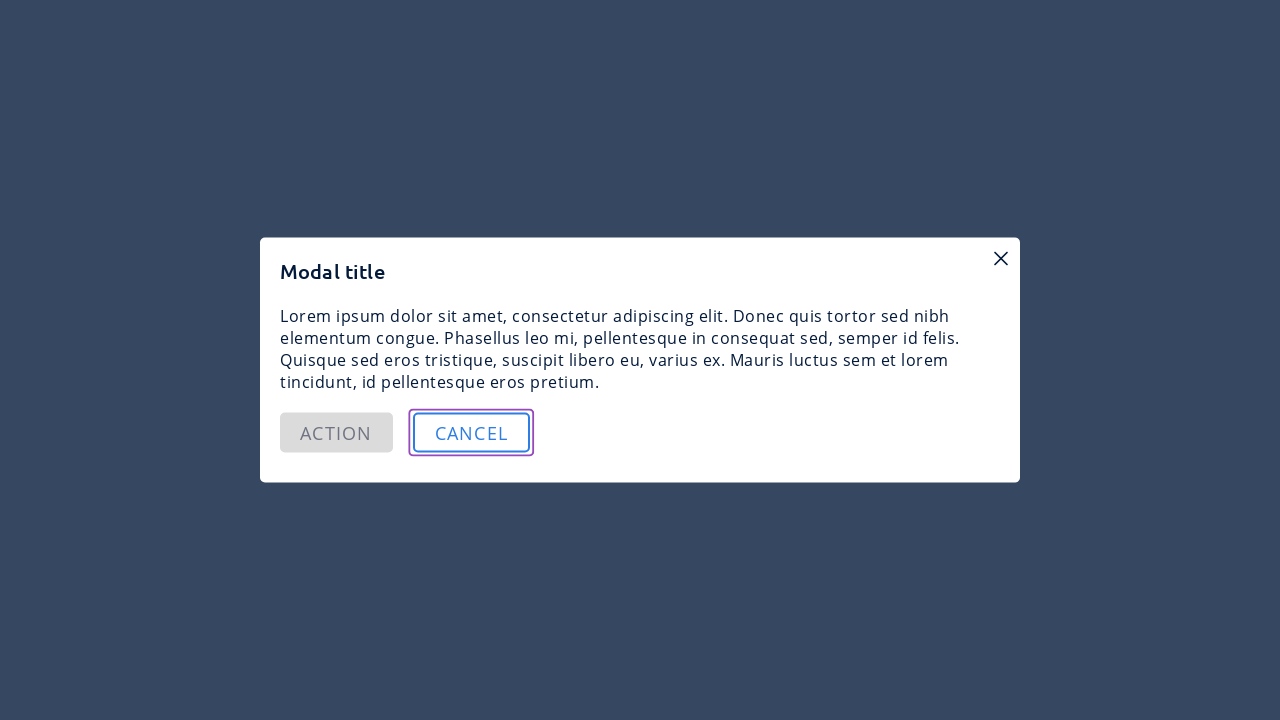 Modal title
Lorem ipsum dolor sit amet, consectetur adipiscing elit. Donec quis tortor sed nibh
elementum congue. Phasellus leo mi, pellentesque in consequat sed, semper id felis.
Quisque sed eros tristique, suscipit libero eu, varius ex. Mauris luctus sem et lorem
tincidunt, id pellentesque eros pretium.
ACTION
CANCEL